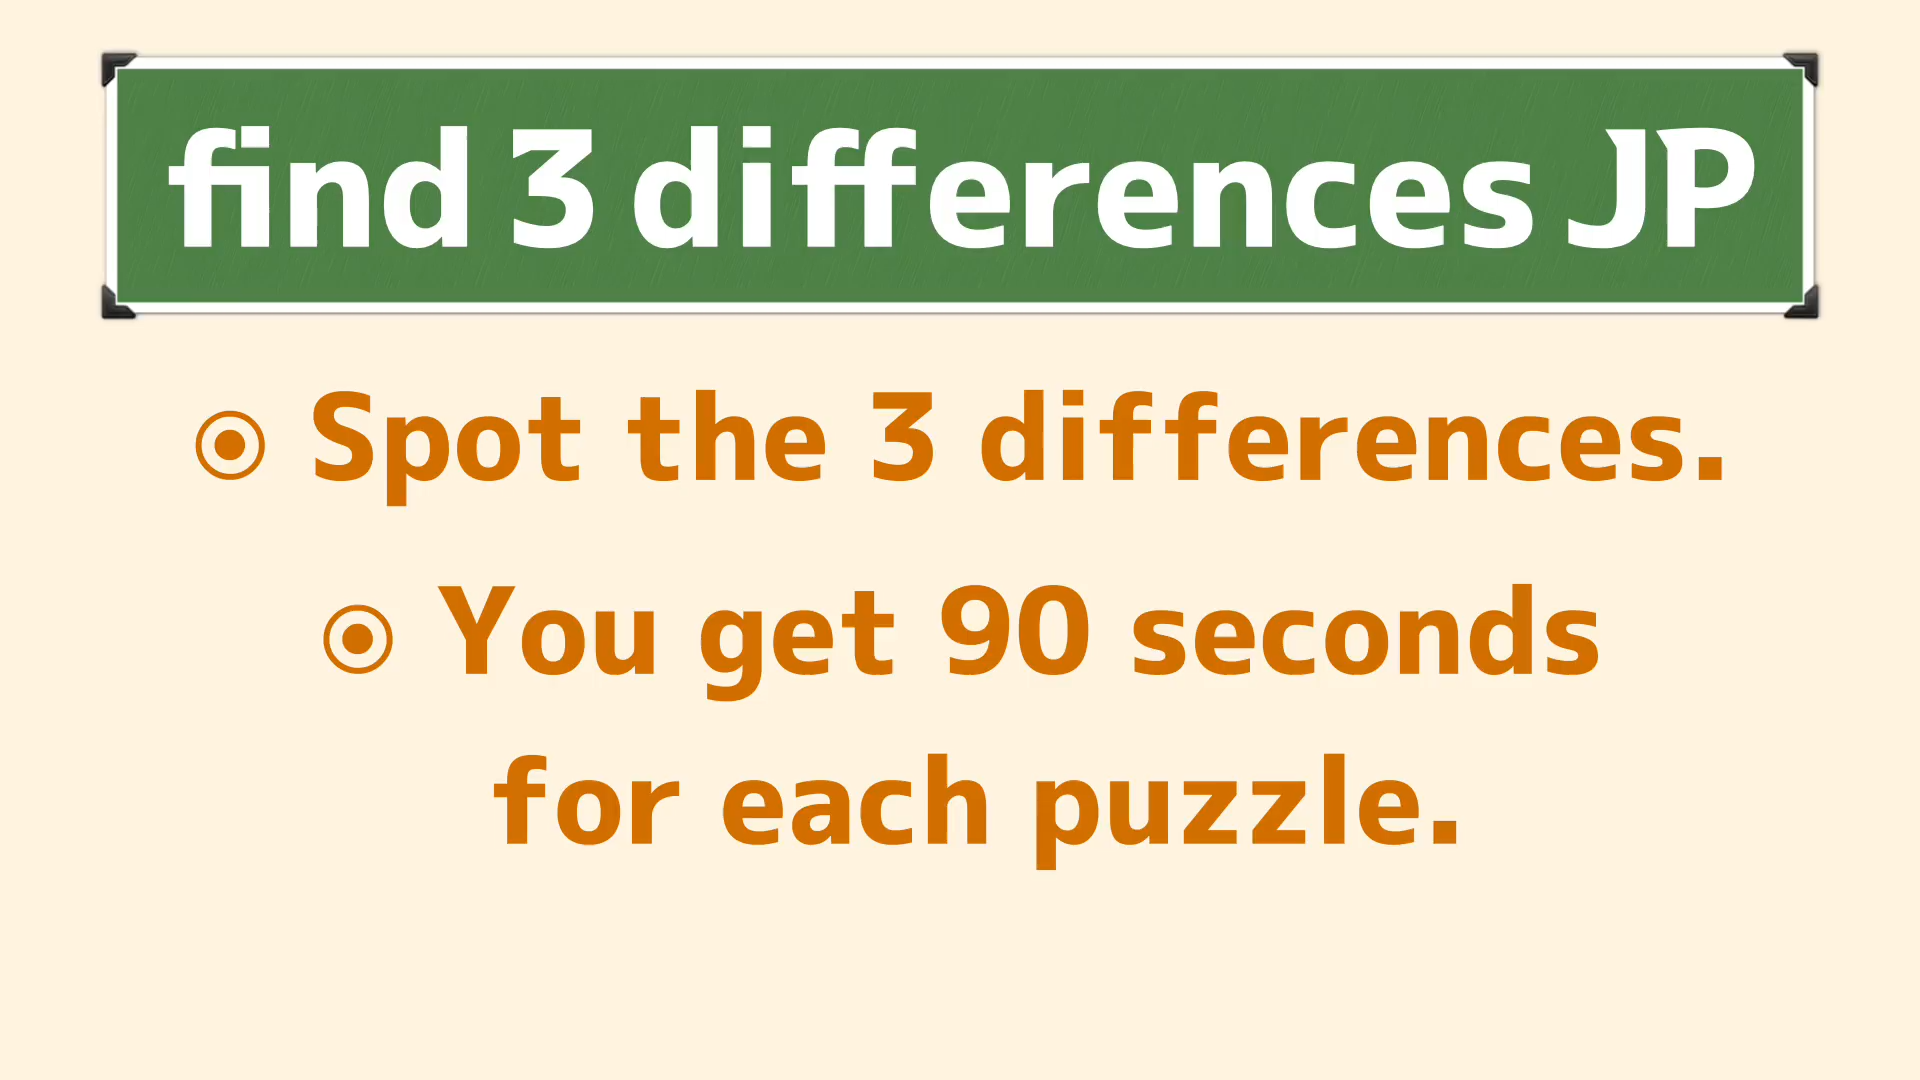 find 3 differences JP
◉ Spot the 3 differences.
◉ You get 90 seconds
for each puzzle.